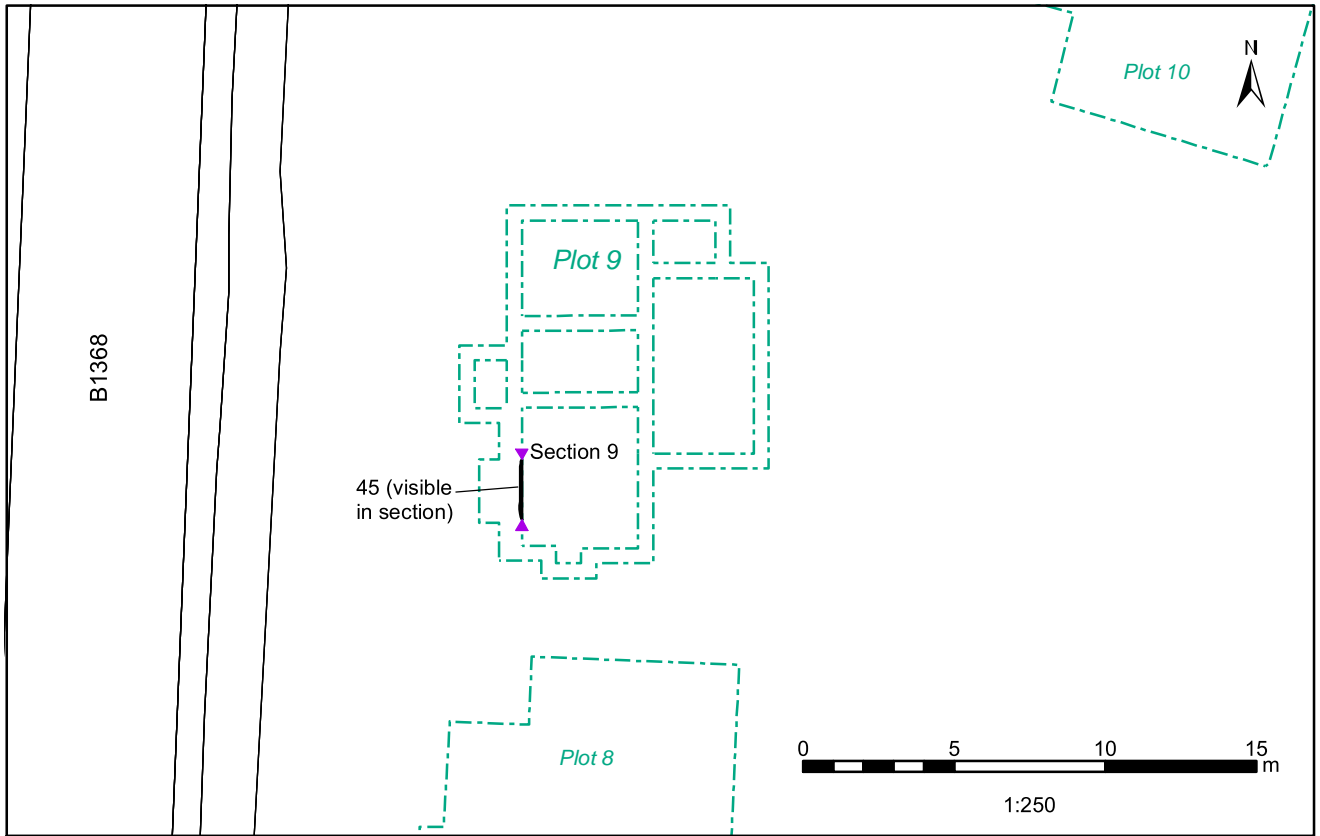 N
Plot 10
Plot 9
B1368
Section 9
45 (visible
in section)
Plot 8
0 5 10 15
m
1:250